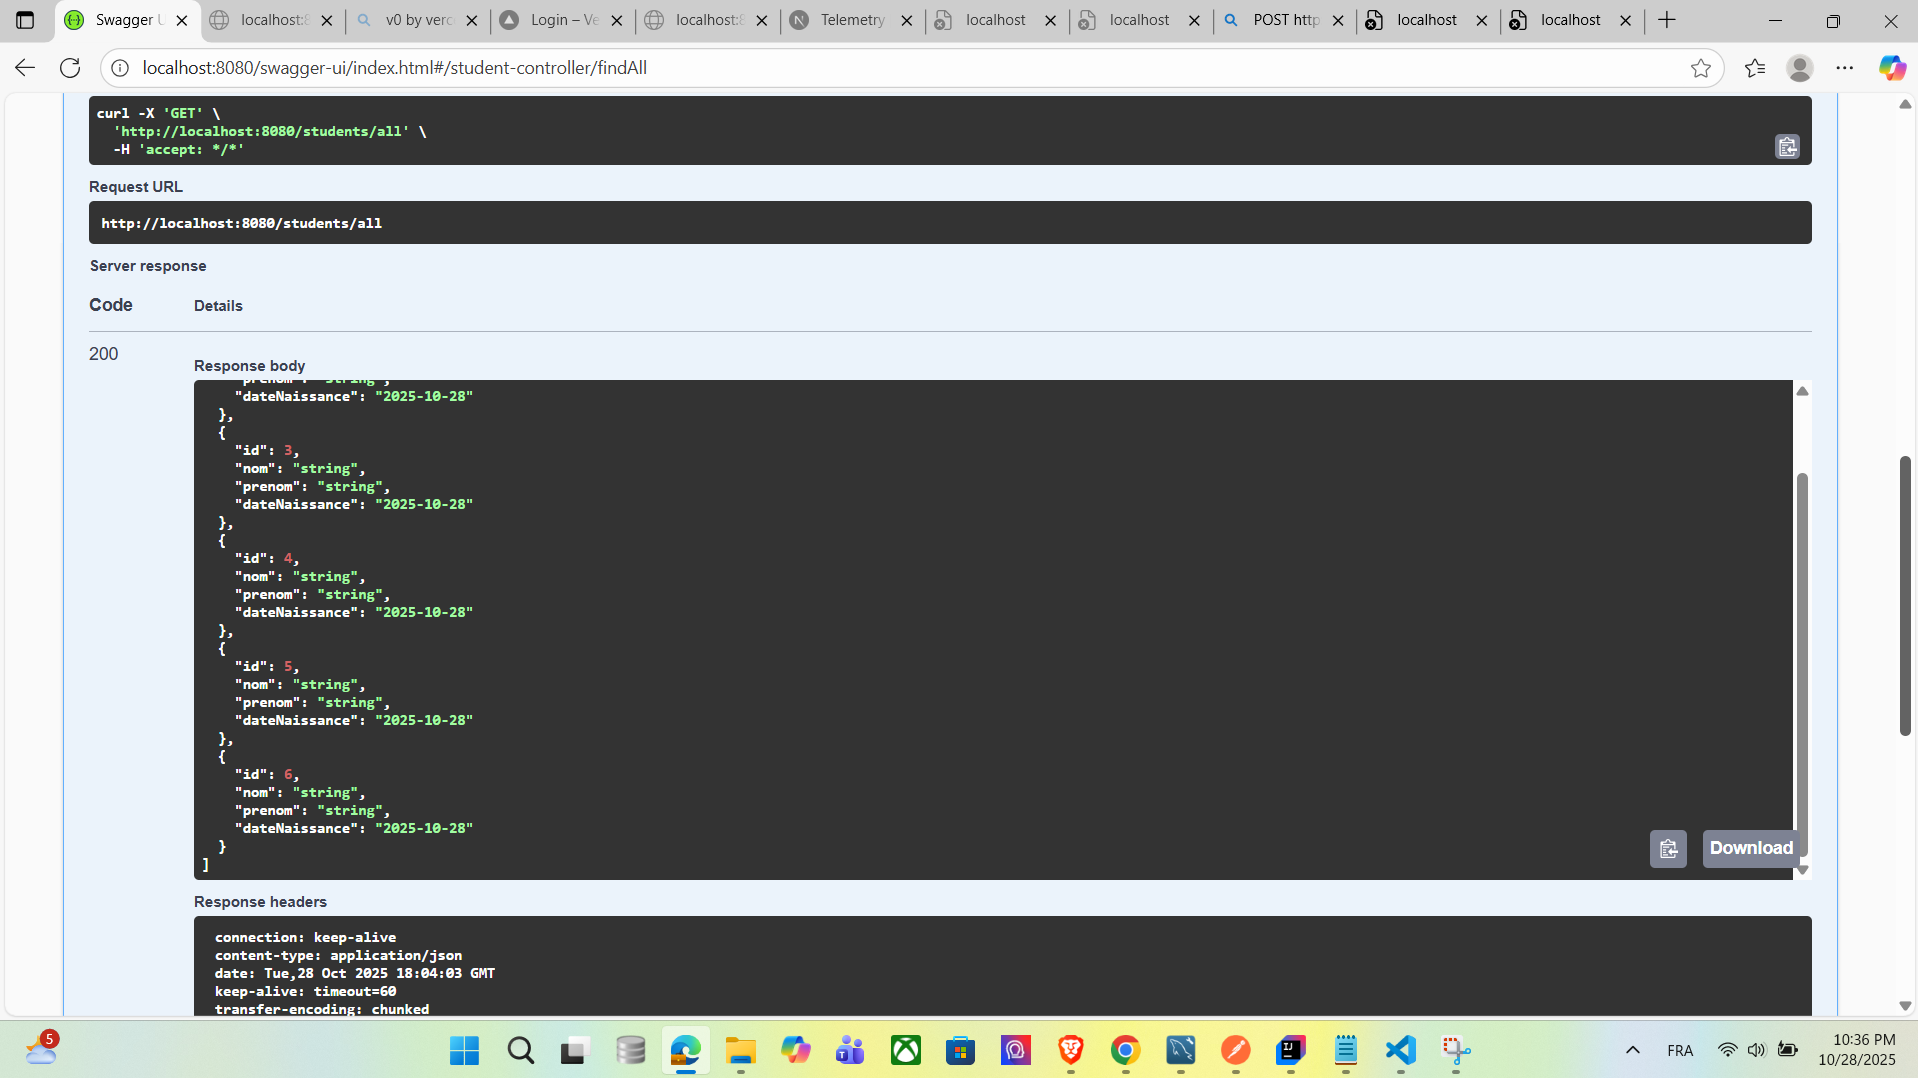 Swagger U
localhost:8
v0 by verc
Login – Ve
localhost:8
Telemetry
localhost
localhost
POST http
localhost
localhost
localhost:8080/swagger-ui/index.html#/student-controller/findAll
curl -X 'GET' \
'http://localhost:8080/students/all' \
-H 'accept: */*'
Request URL
http://localhost:8080/students/all
Server response
Code Details
200
Response body
"prenom": "string",
"dateNaissance": "2025-10-28"
},
{
"id": 3,
"nom": "string",
"prenom": "string",
"dateNaissance": "2025-10-28"
},
{
"id": 4,
"nom": "string",
"prenom": "string",
"dateNaissance": "2025-10-28"
},
{
"id": 5,
"nom": "string",
"prenom": "string",
"dateNaissance": "2025-10-28"
},
{
"id": 6,
"nom": "string",
"prenom": "string",
"dateNaissance": "2025-10-28"
}
]
Download
Response headers
connection: keep-alive
content-type: application/json
date: Tue,28 Oct 2025 18:04:03 GMT
keep-alive: timeout=60
transfer-encoding: chunked
5
FRA
10:36 PM
10/28/2025